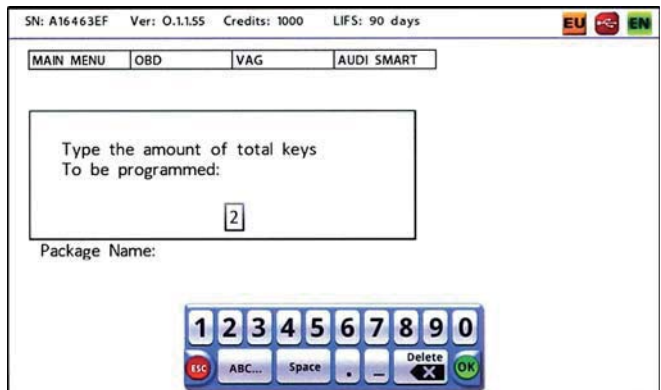 SN: A16463EF Ver: 0.1.1.55 Credits: 1000 LIFS: 90 days EU EN
MAIN MENU OBD VAG AUDI SMART
Type the amount of total keys
To be programmed:
2
Package Name:
1 2 3 4 5 6 7 8 9 0
ESC ABC... Space . _ Delete X OK